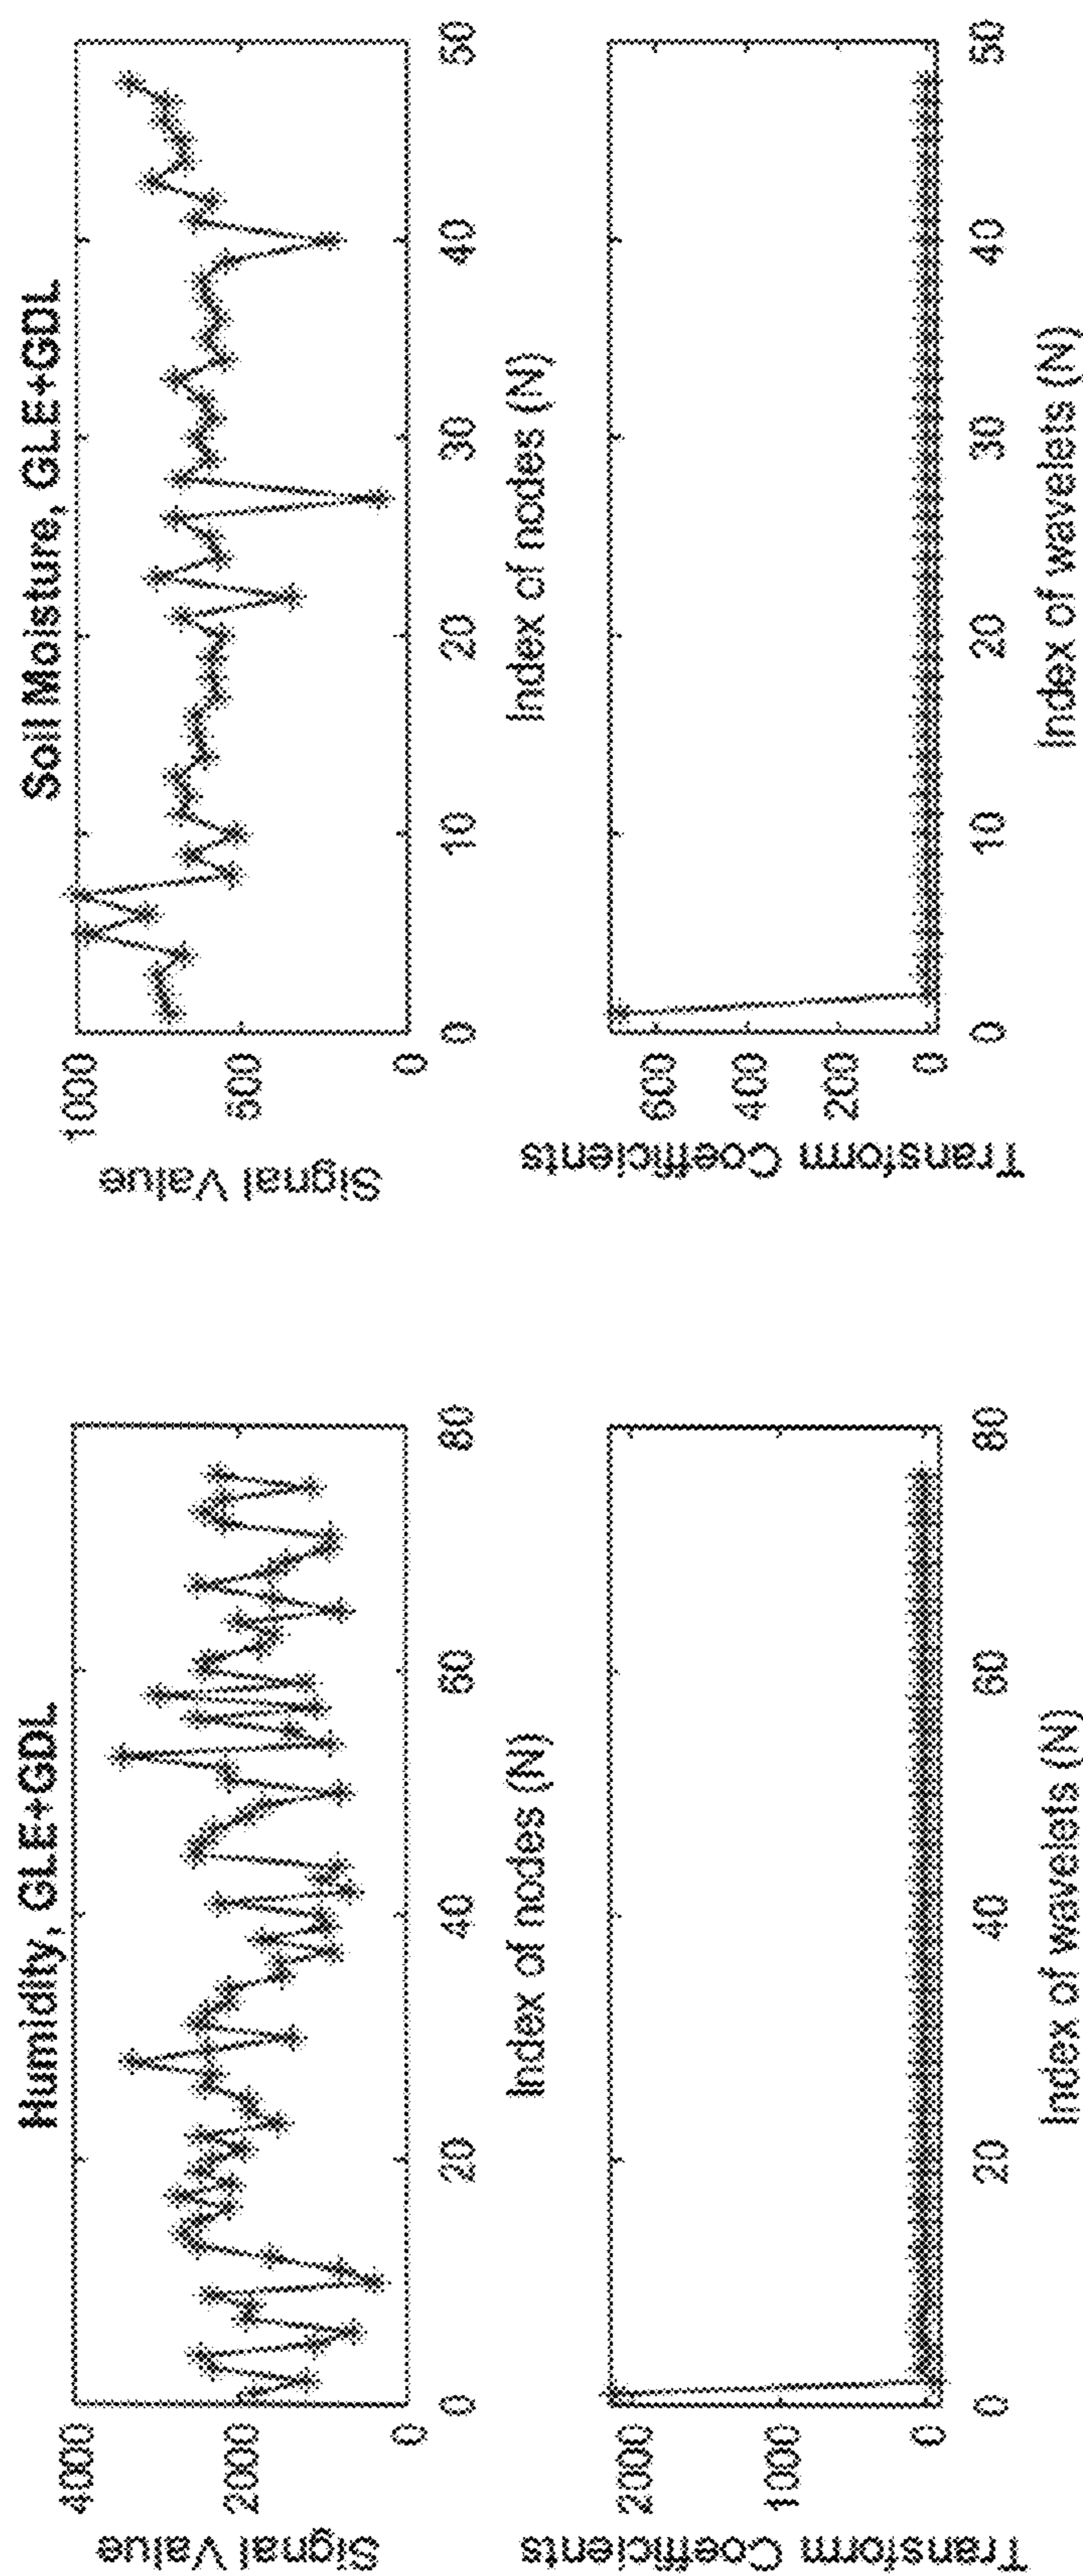 Humidity, GLE+GDL
Signal Value
4000
2000
0
0 20 40 60 80
Index of nodes (N)
Transform Coefficients
2000
1000
0
0 20 40 60 80
Index of wavelets (N)
Soil Moisture, GLE+GDL
Signal Value
1000
500
0
0 10 20 30 40 50
Index of nodes (N)
Transform Coefficients
600
400
200
0
0 10 20 30 40 50
Index of wavelets (N)